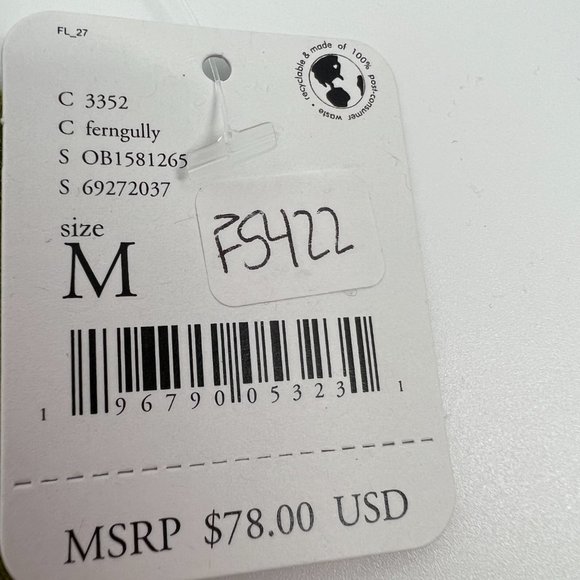 FL_27
recyclable & made of 100% post-consumer waste •
C 3352
C ferngully
S OB1581265
S 69272037
size
M
FS422
1 96790 05323 1
MSRP $78.00 USD